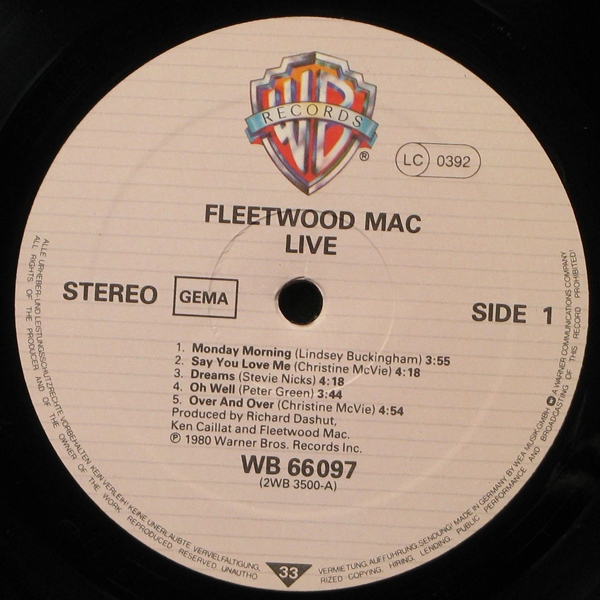 WB
RECORDS
®
LC 0392
FLEETWOOD MAC
LIVE
STEREO GEMA
SIDE 1
1. Monday Morning (Lindsey Buckingham) 3:55
2. Say You Love Me (Christine McVie) 4:18
3. Dreams (Stevie Nicks) 4:18
4. Oh Well (Peter Green) 3:44
5. Over And Over (Christine McVie) 4:54
Produced by Richard Dashut,
Ken Caillat and Fleetwood Mac.
℗ 1980 Warner Bros. Records Inc.
WB 66 097
(2WB 3500-A)
33
ALLE URHEBER- UND LEISTUNGSSCHUTZRECHTE VORBEHALTEN KEIN VERLEIH! KEINE UNERLAUBTE VERVIELFÄLTIGUNG, VERMIETUNG, AUFFÜHRUNG, SENDUNG! MADE IN GERMANY BY WEA MUSIK GMBH A WARNER COMMUNICATIONS COMPANY
ALL RIGHTS OF THE PRODUCER AND OF THE OWNER OF THE WORK REPRODUCED RESERVED. UNAUTHORIZED COPYING, HIRING, LENDING, PUBLIC PERFORMANCE AND BROADCASTING OF THIS RECORD PROHIBITED!